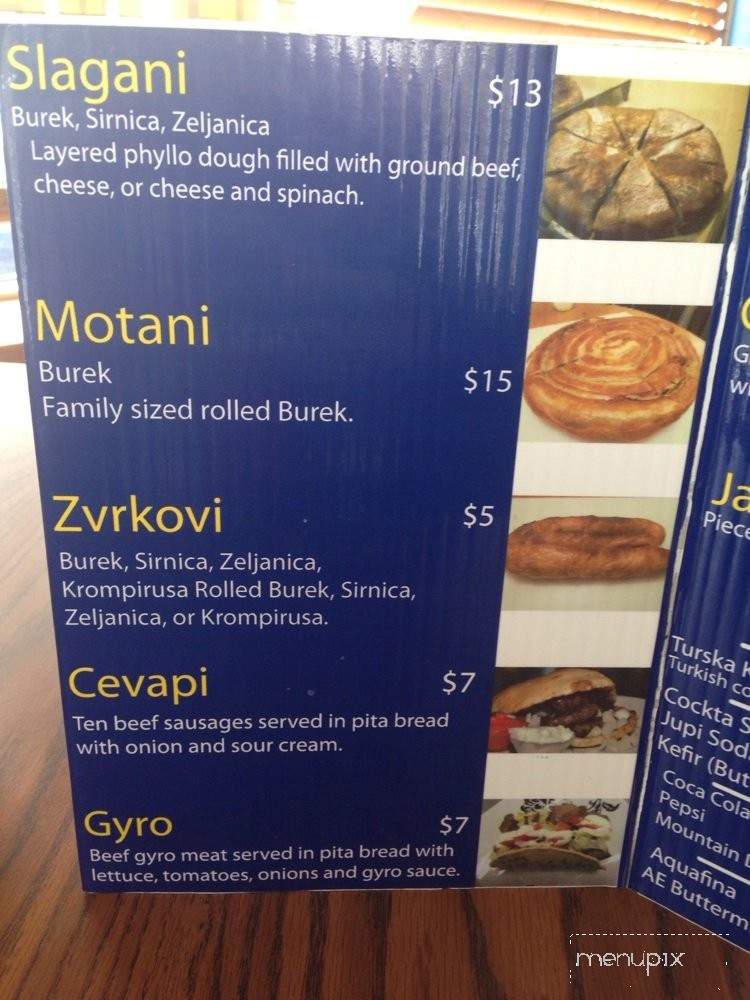 Slagani
$13
Burek, Sirnica, Zeljanica
Layered phyllo dough filled with ground beef,
cheese, or cheese and spinach.
Motani
Burek
$15
Family sized rolled Burek.
Zvrkovi
$5
Burek, Sirnica, Zeljanica,
Krompirusa Rolled Burek, Sirnica,
Zeljanica, or Krompirusa.
Cevapi
$7
Ten beef sausages served in pita bread
with onion and sour cream.
Gyro
$7
Beef gyro meat served in pita bread with
lettuce, tomatoes, onions and gyro sauce.
Turska
Turkish
Cockta
Jupi
Kefir
Coca Cola
Pepsi
Mountain
Aquafina
AE
menupix